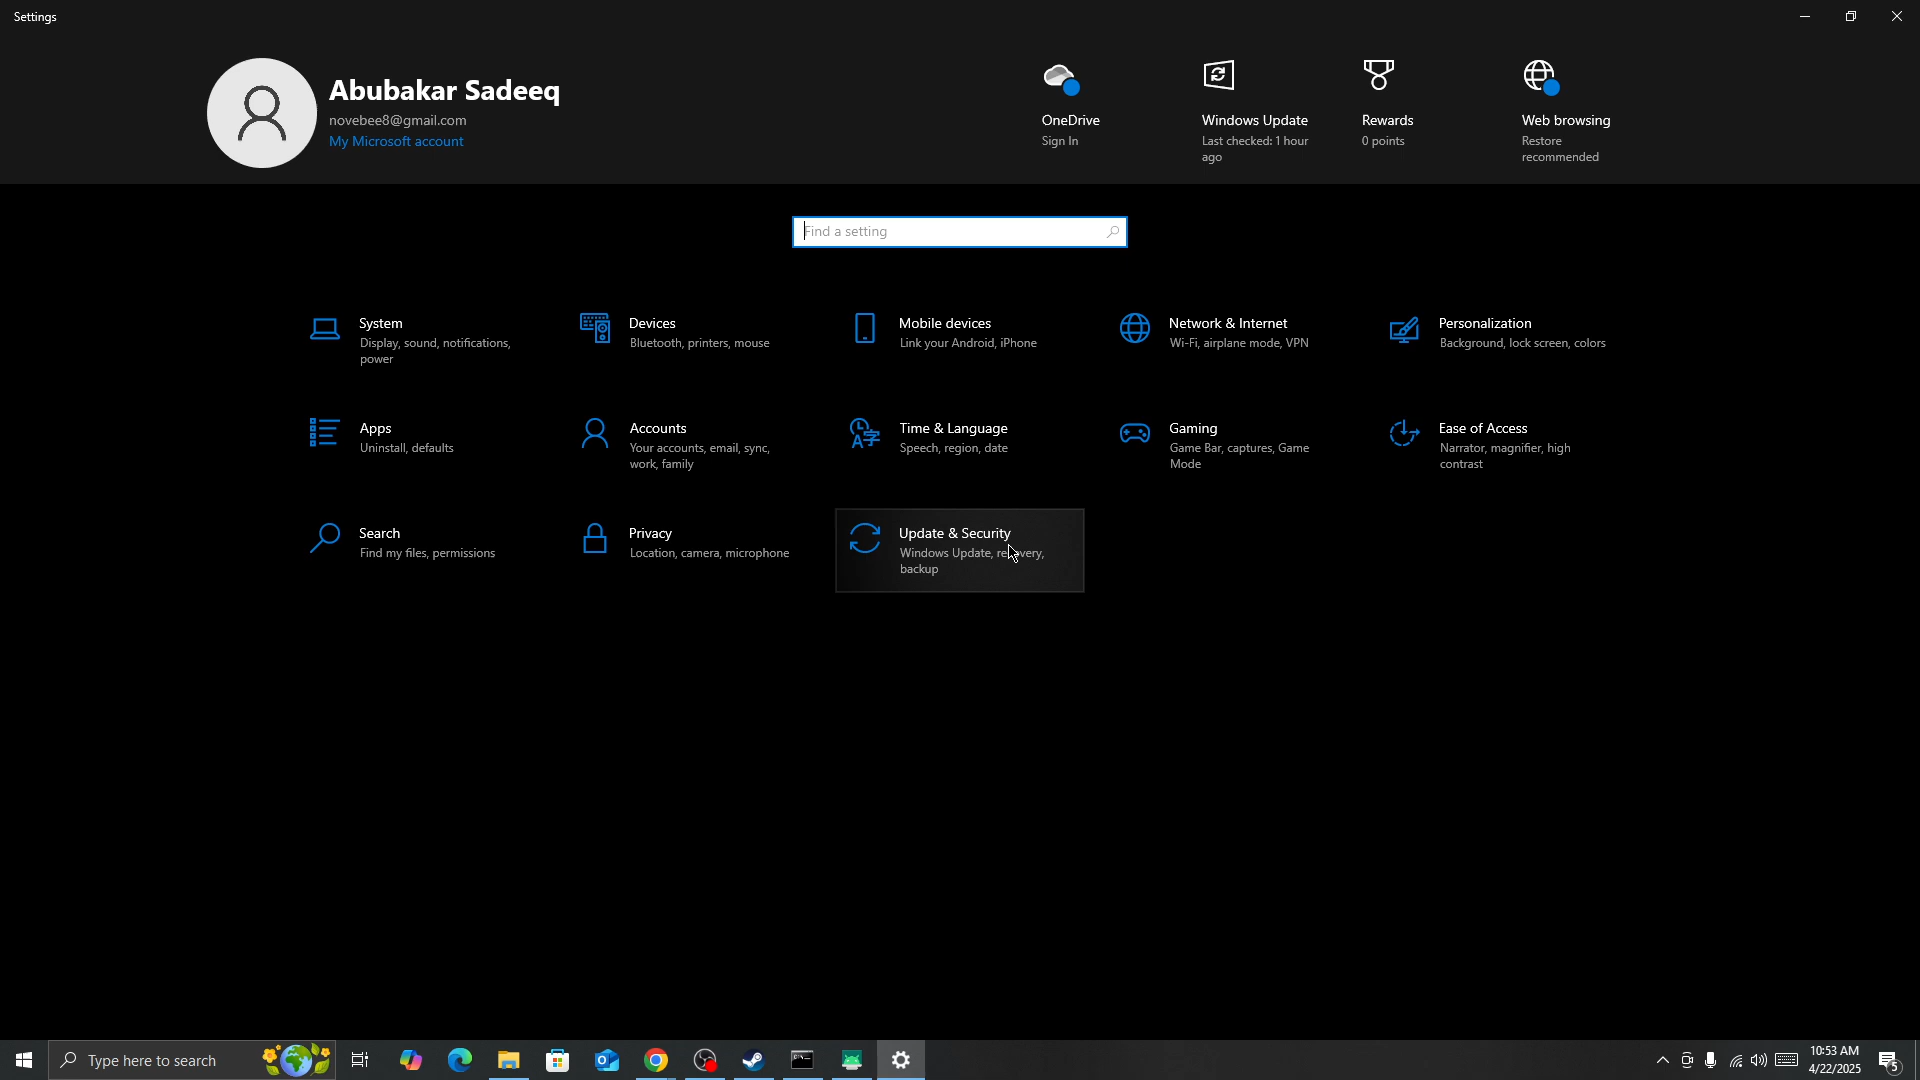 Settings
Abubakar Sadeeq
novebee8@gmail.com
My Microsoft account
OneDrive
Sign In
Windows Update
Last checked: 1 hour
ago
Rewards
0 points
Web browsing
Restore
recommended
Find a setting
System
Display, sound, notifications,
power
Devices
Bluetooth, printers, mouse
Mobile devices
Link your Android, iPhone
Network & Internet
Wi-Fi, airplane mode, VPN
Personalization
Background, lock screen, colors
Apps
Uninstall, defaults
Accounts
Your accounts, email, sync,
work, family
Time & Language
Speech, region, date
Gaming
Game Bar, captures, Game
Mode
Ease of Access
Narrator, magnifier, high
contrast
Search
Find my files, permissions
Privacy
Location, camera, microphone
Update & Security
Windows Update, recovery,
backup
Type here to search
10:53 AM
4/22/2025
5